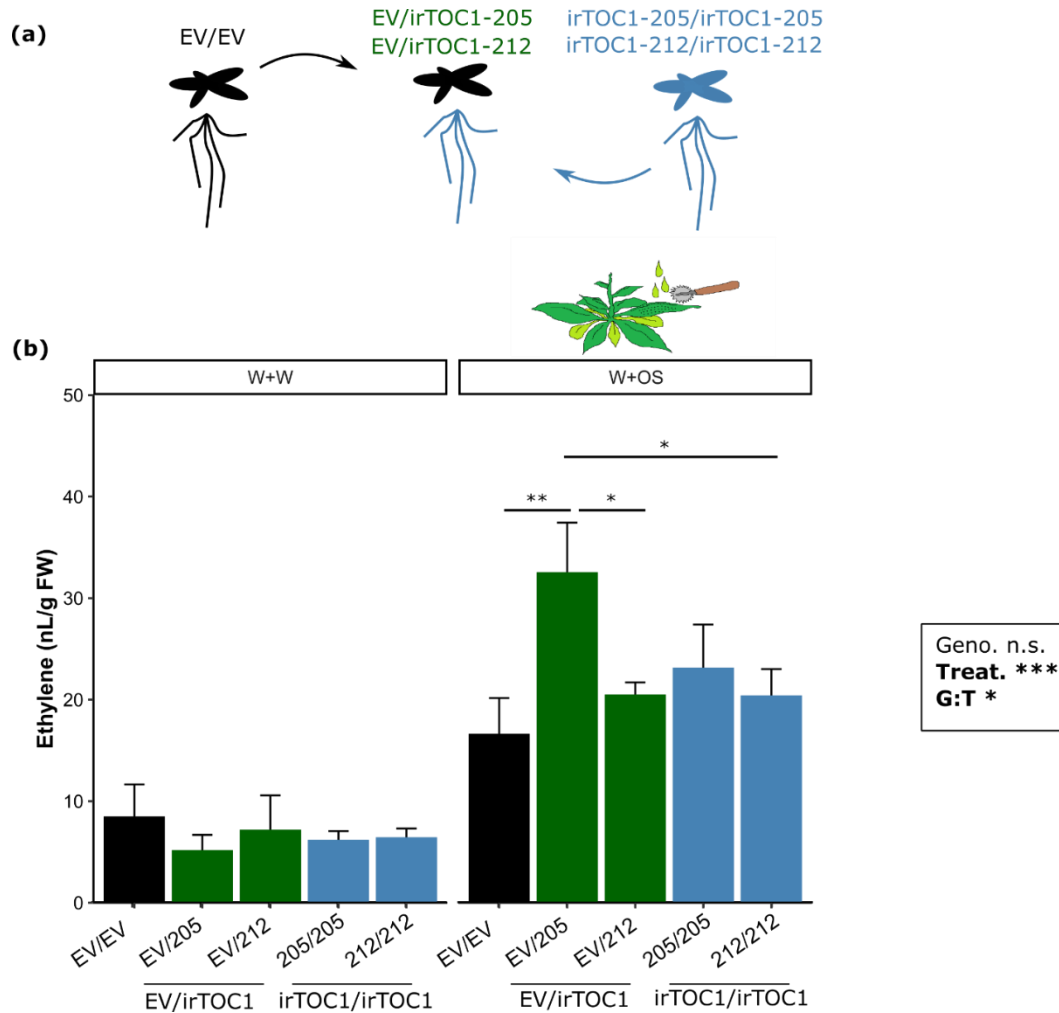 (a)
EV/EV
EV/irTOC1-205
EV/irTOC1-212
irTOC1-205/irTOC1-205
irTOC1-212/irTOC1-212
(b)
W+W
W+OS
50
40
30
20
10
0
Ethylene (nL/g FW)
*
**
*
EV/EV
EV/205
EV/212
205/205
212/212
EV/EV
EV/205
EV/212
205/205
212/212
EV/irTOC1
irTOC1/irTOC1
EV/irTOC1
irTOC1/irTOC1
Geno. n.s.
Treat. ***
G:T *